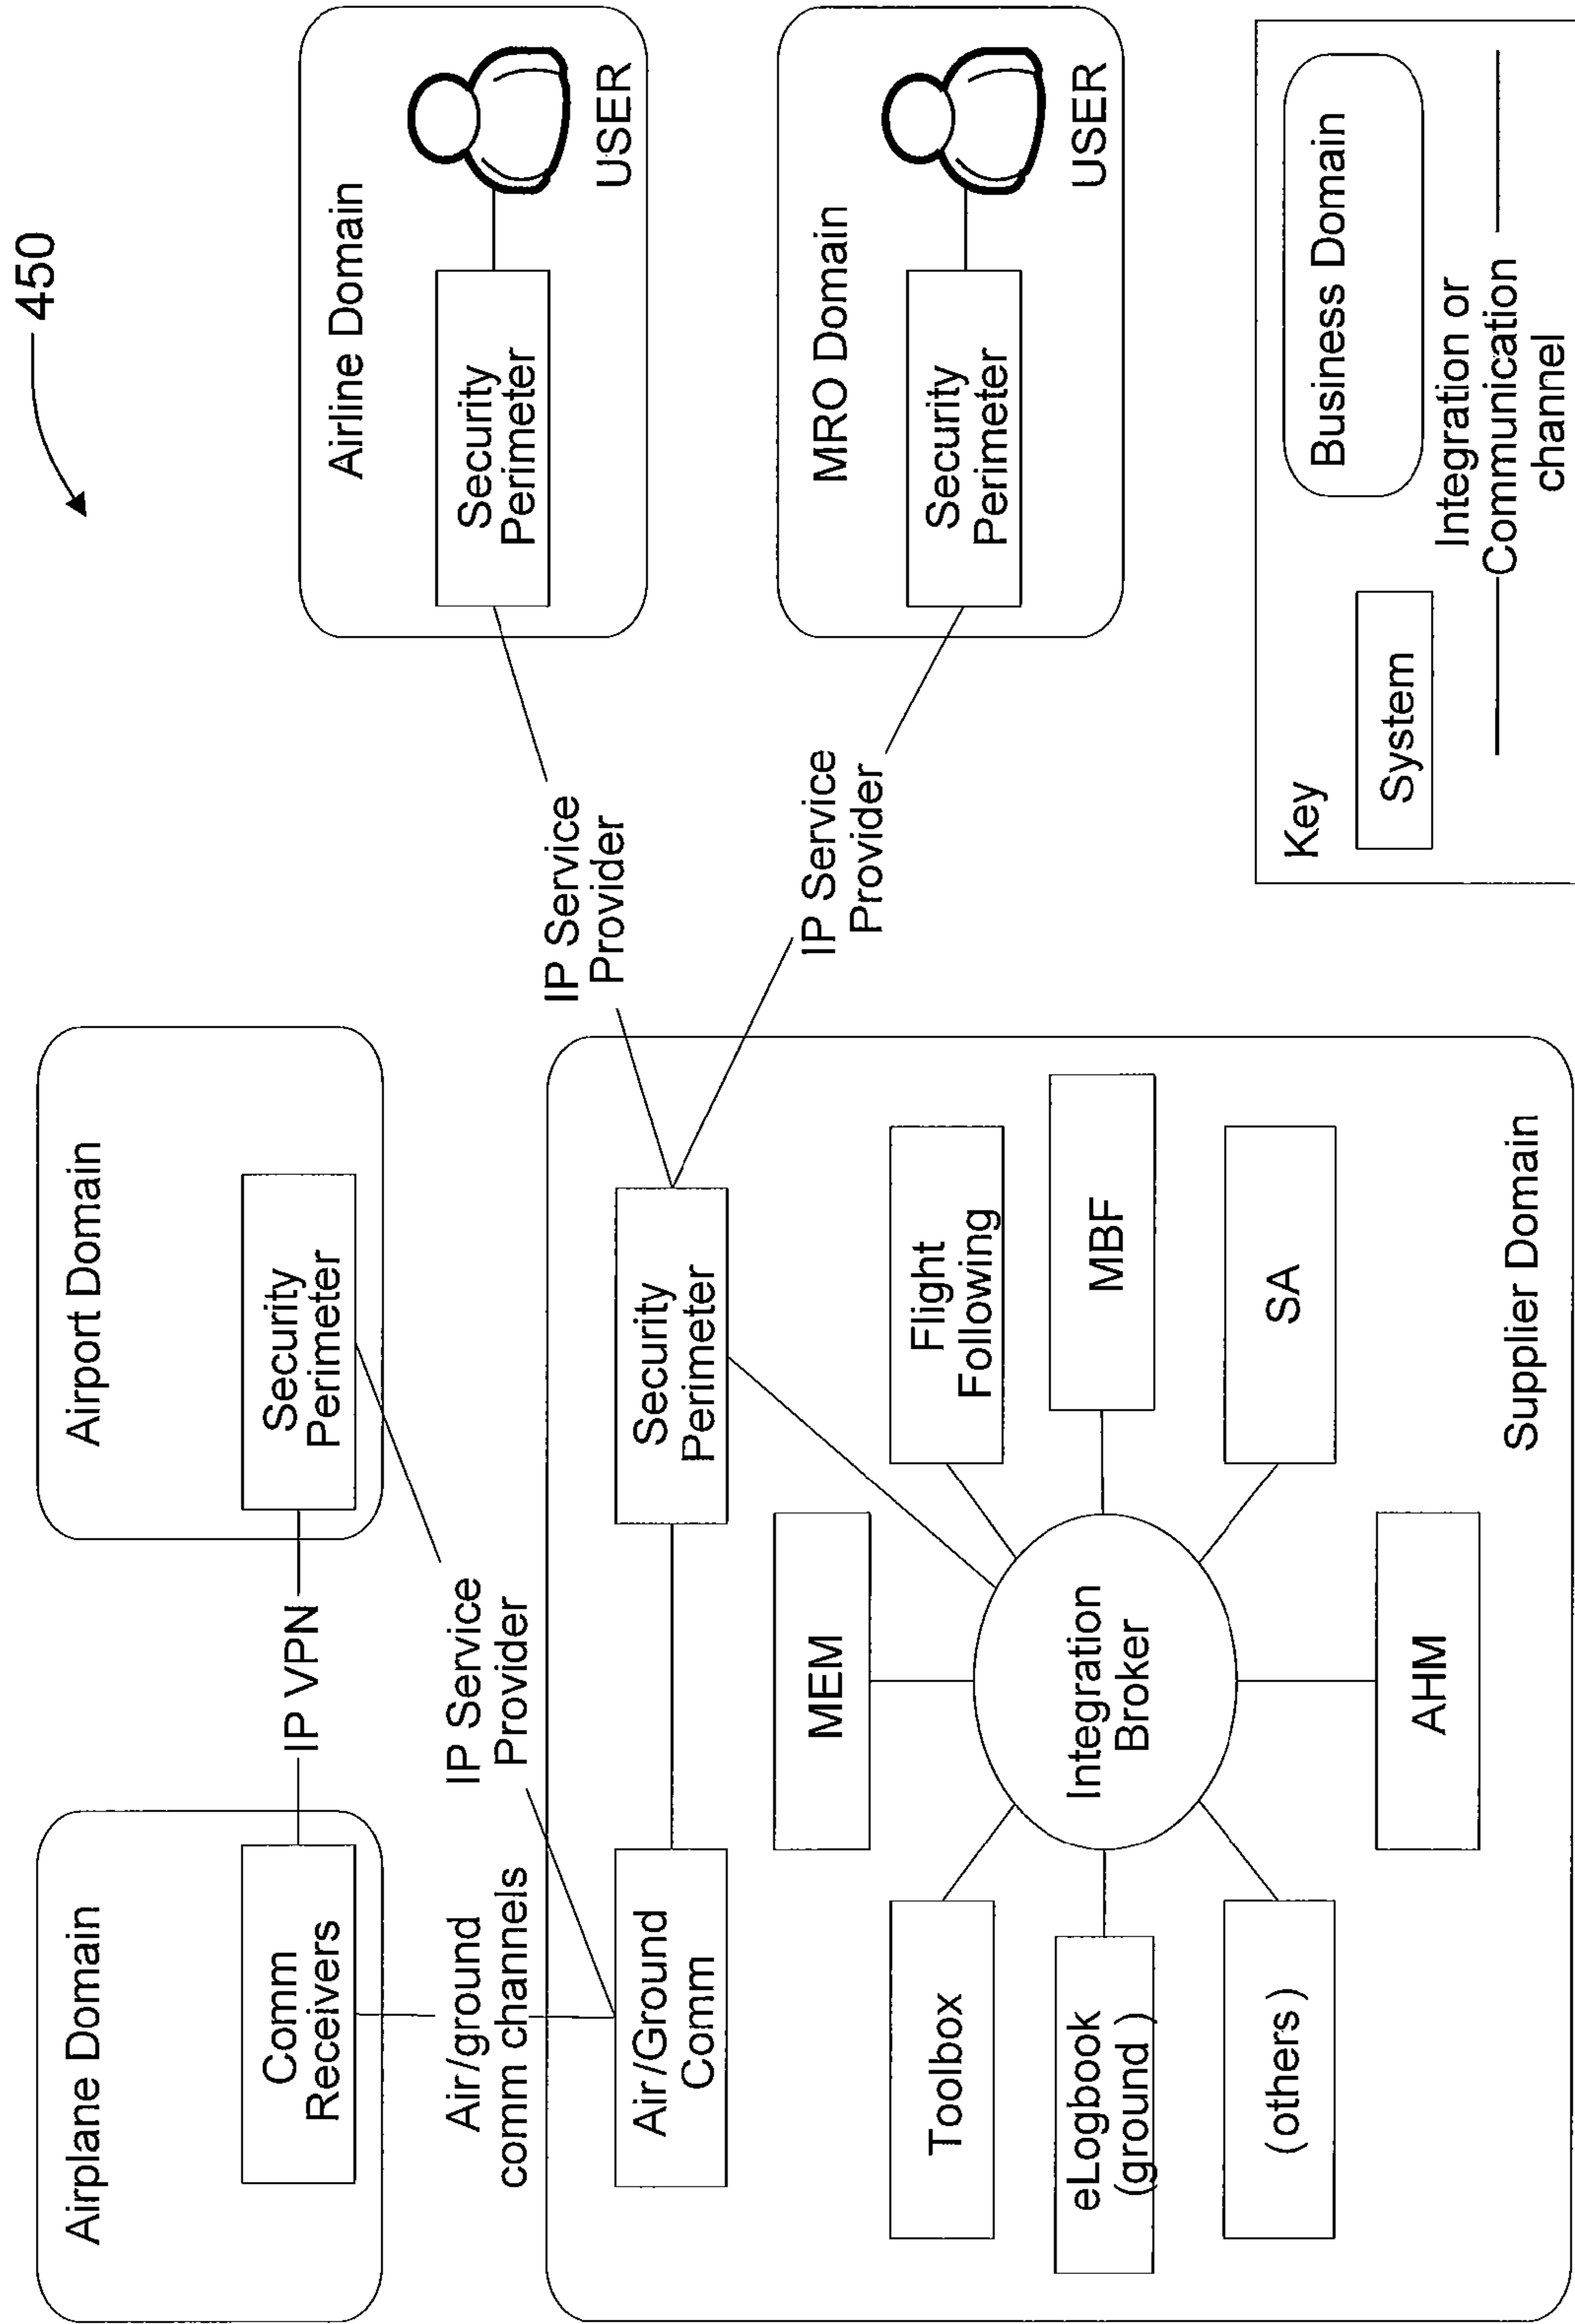 450
Airplane Domain
Comm
Receivers
IP VPN
Airport Domain
Security
Perimeter
Air/ground
comm channels
IP Service
Provider
Airline Domain
Security
Perimeter
USER
IP Service
Provider
MRO Domain
Security
Perimeter
USER
IP Service
Provider
Air/Ground
Comm
Security
Perimeter
Toolbox
MEM
Flight
Following
eLogbook
(ground )
Integration
Broker
MBF
(others)
AHM
SA
Supplier Domain
Key
System
Business Domain
Integration or
Communication
channel